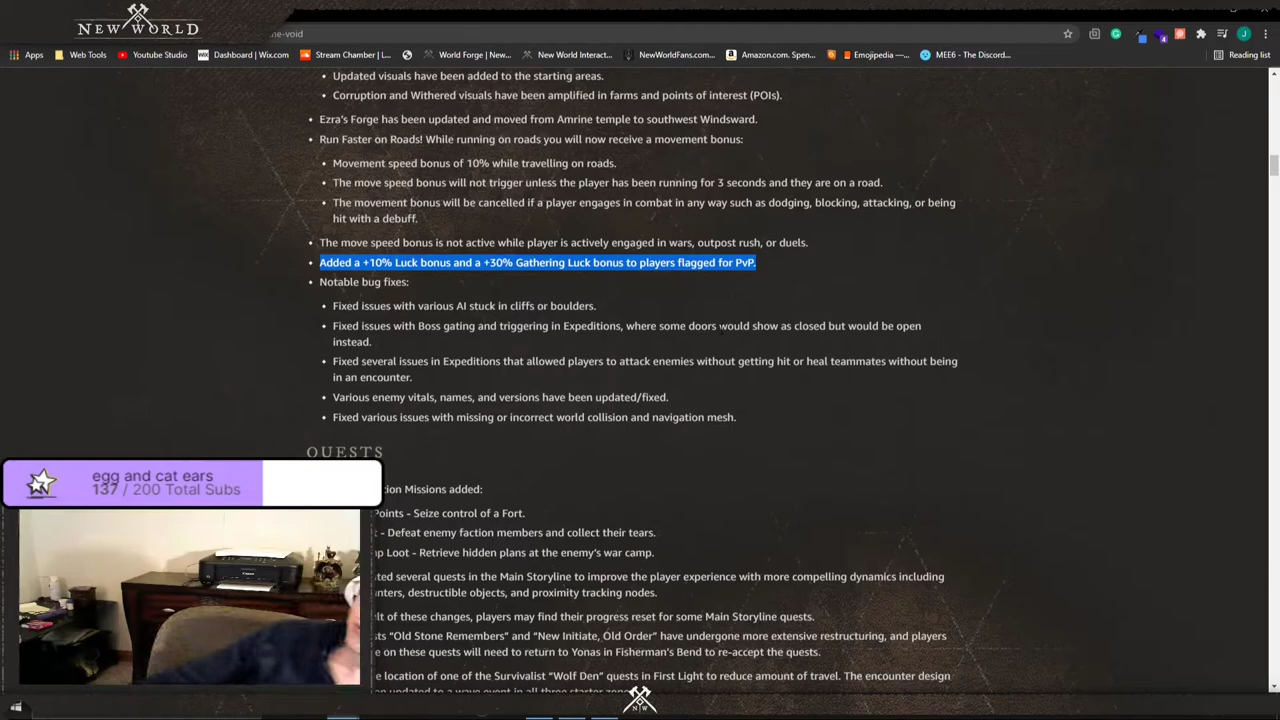 NEW WORLD
ne-void
Apps
Web Tools
Youtube Studio
Dashboard | Wix.com
Stream Chamber | L...
World Forge | New...
New World Interact...
NewWorldFans.com...
Amazon.com. Spen...
Emojipedia —...
MEE6 - The Discord...
Reading list
• Updated visuals have been added to the starting areas.
• Corruption and Withered visuals have been amplified in farms and points of interest (POIs).
• Ezra's Forge has been updated and moved from Amrine temple to southwest Windsward.
• Run Faster on Roads! While running on roads you will now receive a movement bonus:
• Movement speed bonus of 10% while travelling on roads.
• The move speed bonus will not trigger unless the player has been running for 3 seconds and they are on a road.
• The movement bonus will be cancelled if a player engages in combat in any way such as dodging, blocking, attacking, or being
hit with a debuff.
• The move speed bonus is not active while player is actively engaged in wars, outpost rush, or duels.
• Added a +10% Luck bonus and a +30% Gathering Luck bonus to players flagged for PvP.
• Notable bug fixes:
• Fixed issues with various AI stuck in cliffs or boulders.
• Fixed issues with Boss gating and triggering in Expeditions, where some doors would show as closed but would be open
instead.
• Fixed several issues in Expeditions that allowed players to attack enemies without getting hit or heal teammates without being
in an encounter.
• Various enemy vitals, names, and versions have been updated/fixed.
• Fixed various issues with missing or incorrect world collision and navigation mesh.
QUESTS
egg and cat ears
137 / 200 Total Subs
ion Missions added:
Points - Seize control of a Fort.
- Defeat enemy faction members and collect their tears.
p Loot - Retrieve hidden plans at the enemy's war camp.
ted several quests in the Main Storyline to improve the player experience with more compelling dynamics including
nters, destructible objects, and proximity tracking nodes.
lt of these changes, players may find their progress reset for some Main Storyline quests.
sts "Old Stone Remembers" and "New Initiate, Old Order" have undergone more extensive restructuring, and players
e on these quests will need to return to Yonas in Fisherman's Bend to re-accept the quests.
e location of one of the Survivalist "Wolf Den" quests in First Light to reduce amount of travel. The encounter design
n updated to a wave event in all three starter zone